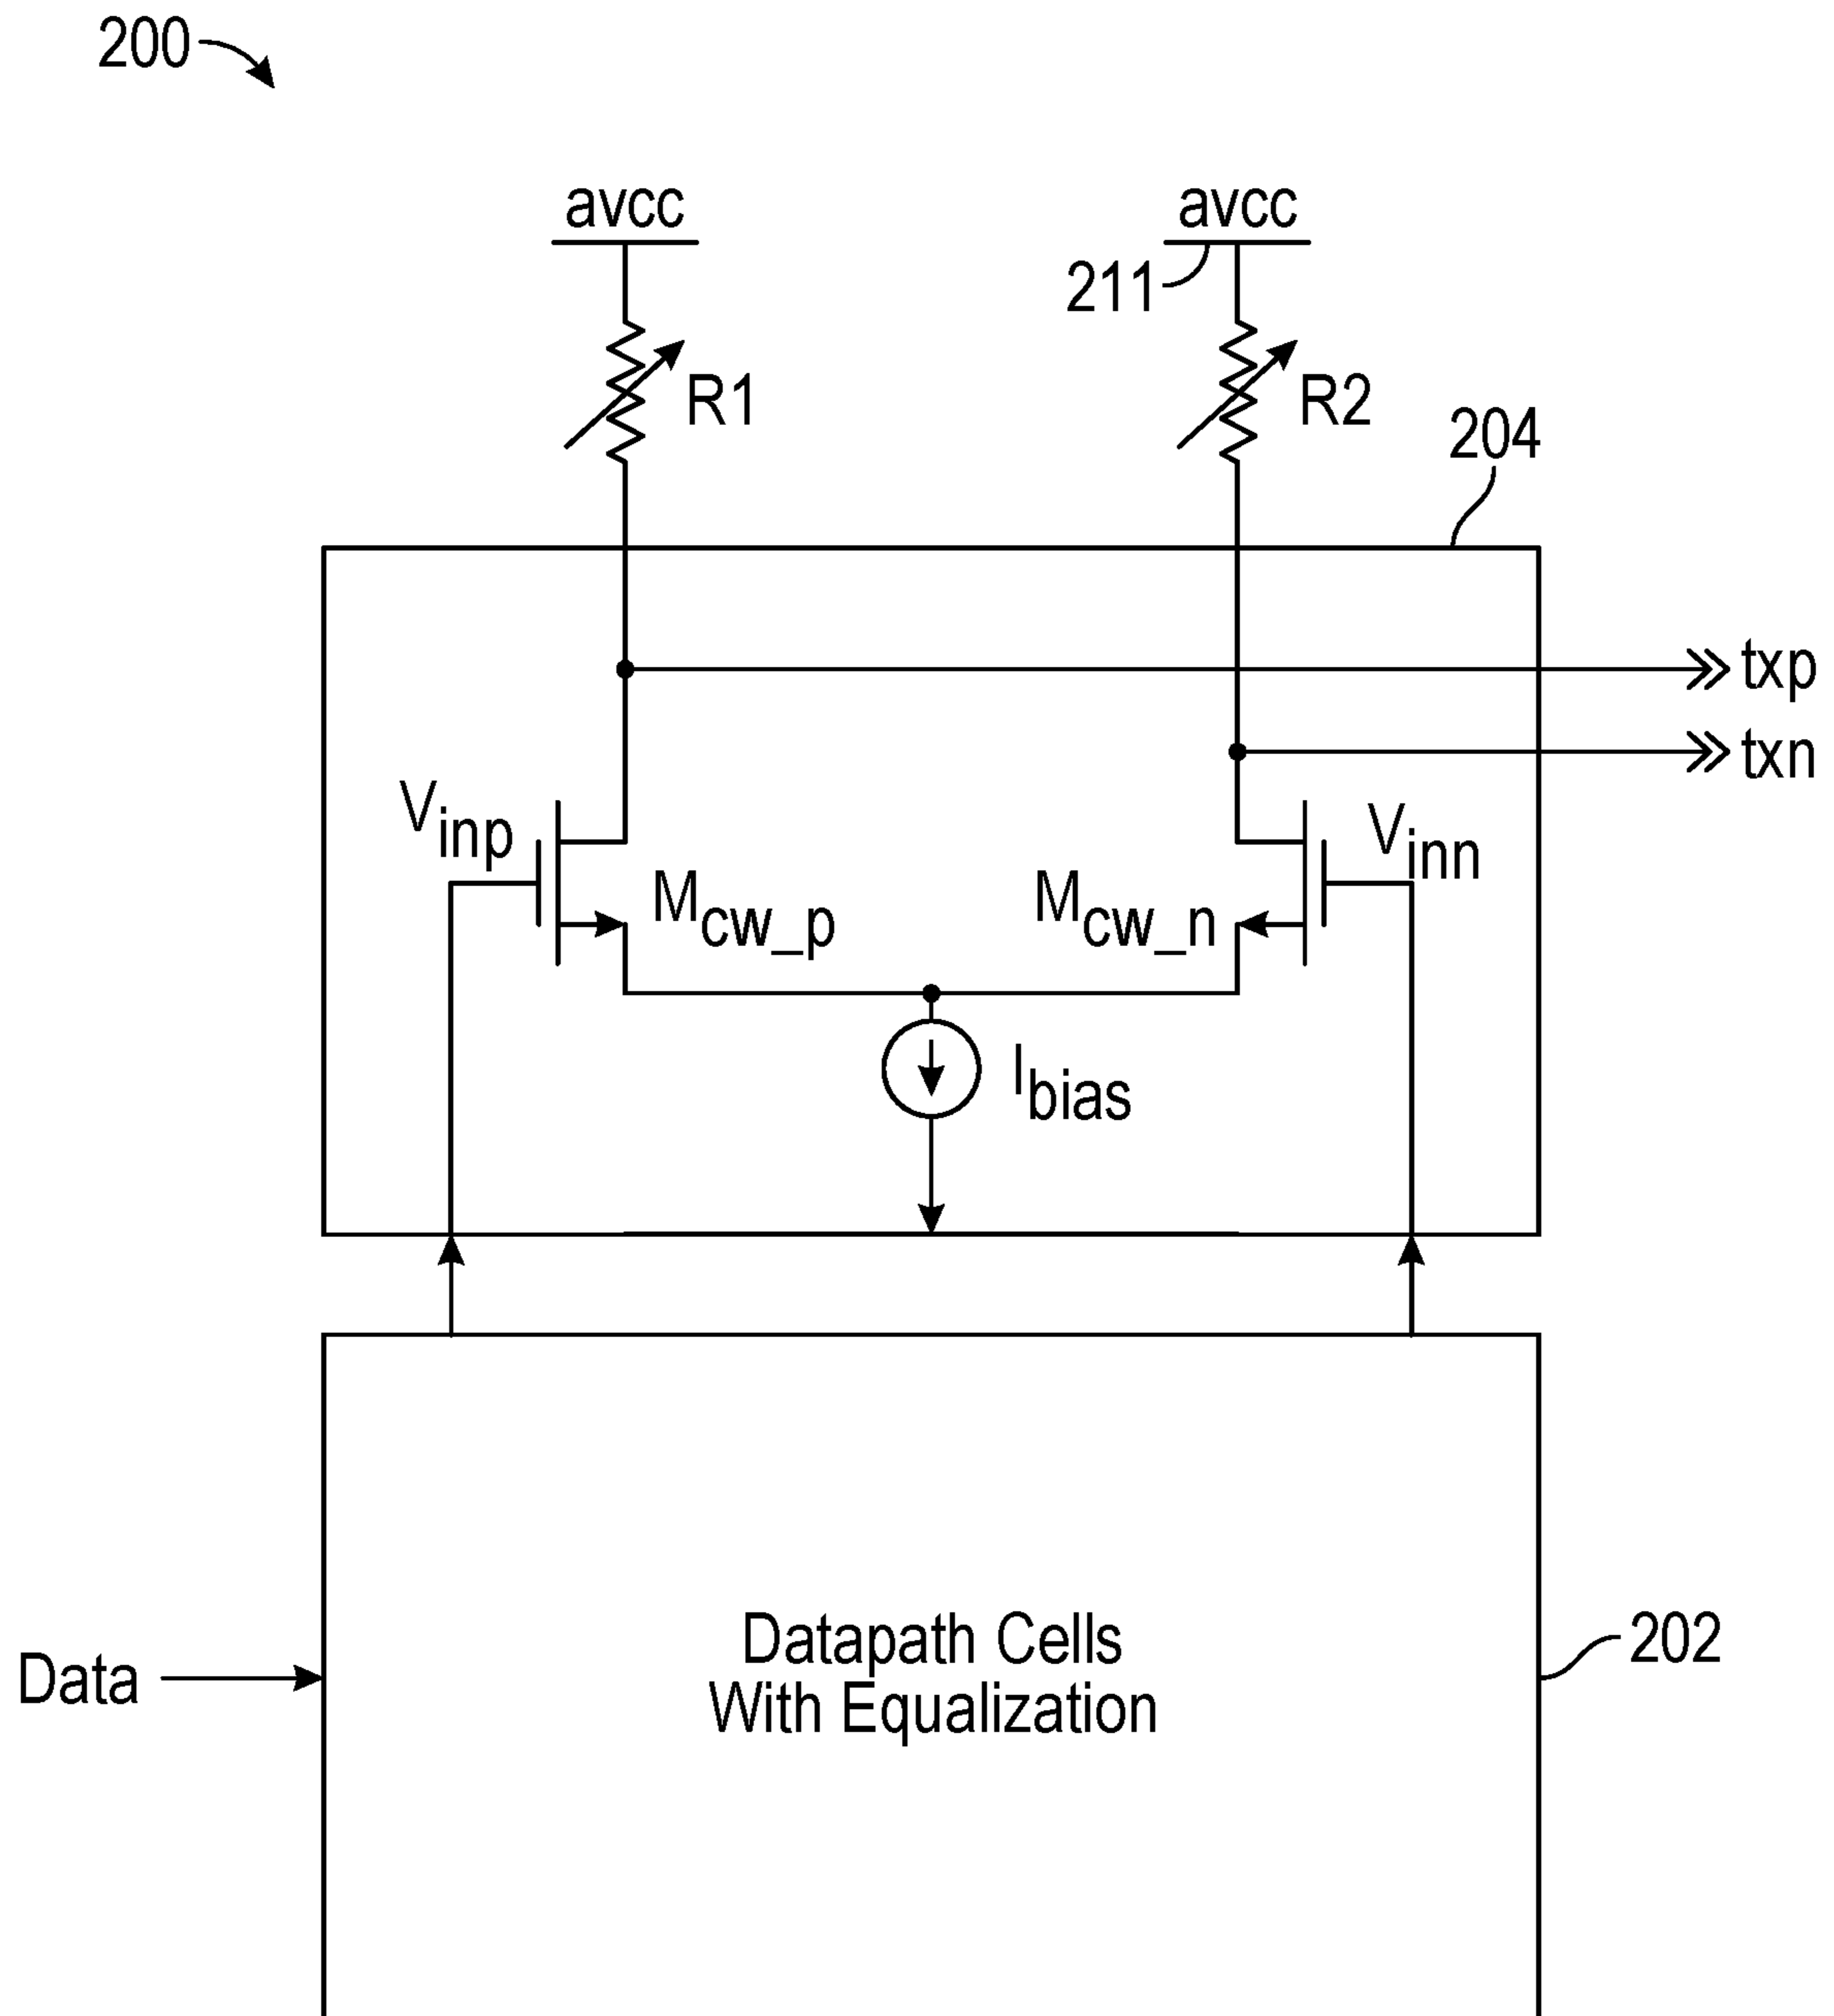 200
avcc
avcc
211
R1
R2
204
txp
txn
Vinp
Vinn
Mcw_p
Mcw_n
Ibias
Datapath Cells
With Equalization
202
Data